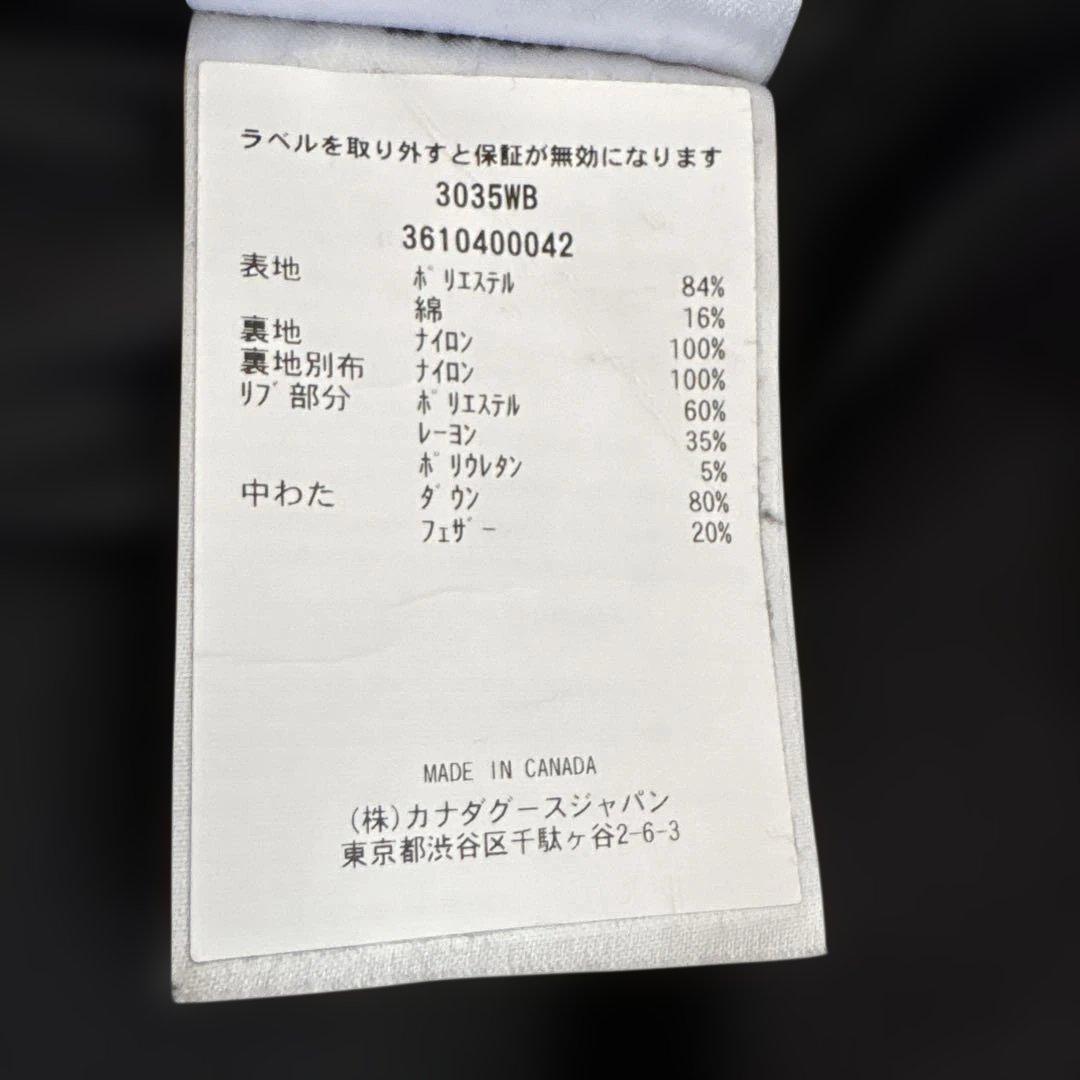 ラベルを取り外すと保証が無効になります
3035WB
3610400042
表地 ポリエステル 84%
綿 16%
裏地 ナイロン 100%
裏地別布 ナイロン 100%
リブ部分 ポリエステル 60%
レーヨン 35%
ポリウレタン 5%
中わた ダウン 80%
フェザー 20%
MADE IN CANADA
(株)カナダグースジャパン
東京都渋谷区千駄ヶ谷2-6-3